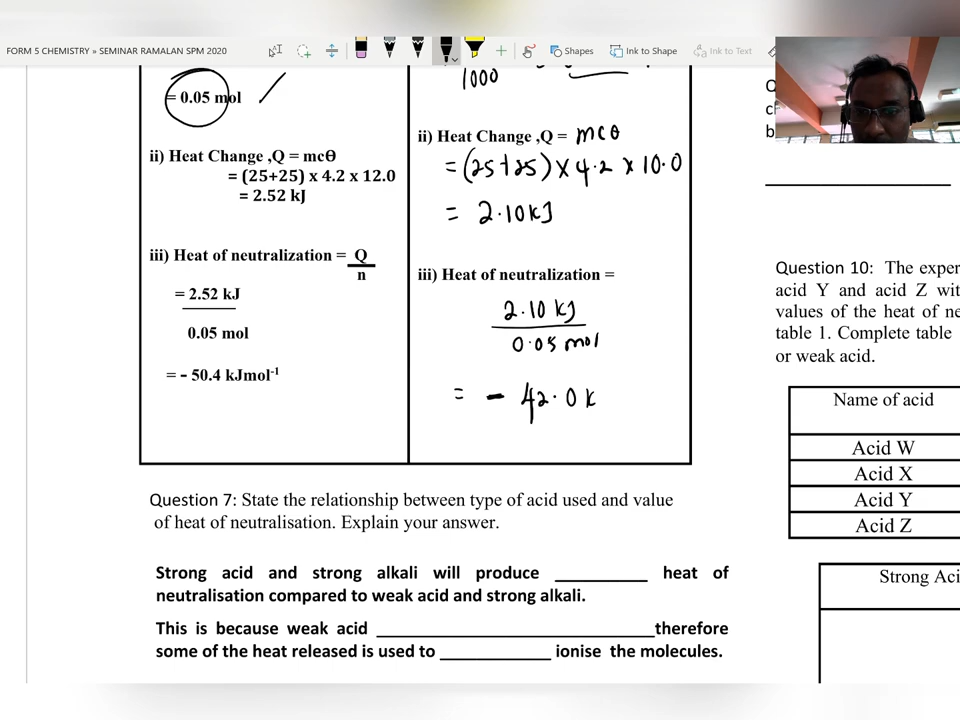 FORM 5 CHEMISTRY » SEMINAR RAMALAN SPM 2020
Shapes
Ink to Shape
Ink to Text
= 0.05 mol
ii) Heat Change ,Q = mcΘ
= (25+25) x 4.2 x 12.0
= 2.52 kJ
iii) Heat of neutralization = Q
n
= 2.52 kJ
0.05 mol
= - 50.4 kJmol-1
1000
ii) Heat Change ,Q = mcθ
= (25+25) x 4.2 x 10.0
= 2.10 kJ
iii) Heat of neutralization =
2.10 kJ
0.05 mol
= - 42.0 k
Question 7: State the relationship between type of acid used and value
of heat of neutralisation. Explain your answer.
Strong acid and strong alkali will produce __________ heat of
neutralisation compared to weak acid and strong alkali.
This is because weak acid ______________________________therefore
some of the heat released is used to ____________ ionise the molecules.
Question 10: The exper
acid Y and acid Z wit
values of the heat of ne
table 1. Complete table
or weak acid.
Name of acid
Acid W
Acid X
Acid Y
Acid Z
Strong Aci